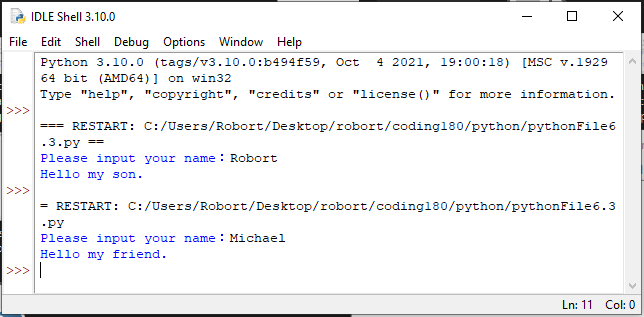 IDLE Shell 3.10.0
File Edit Shell Debug Options Window Help
Python 3.10.0 (tags/v3.10.0:b494f59, Oct  4 2021, 19:00:18) [MSC v.1929
64 bit (AMD64)] on win32
Type "help", "copyright", "credits" or "license()" for more information.
>>>
=== RESTART: C:/Users/Robort/Desktop/robort/coding180/python/pythonFile6
.3.py ==
Please input your name：Robort
Hello my son.
>>>
= RESTART: C:/Users/Robort/Desktop/robort/coding180/python/pythonFile6.3
.py
Please input your name：Michael
Hello my friend.
>>>
Ln: 11 Col: 0